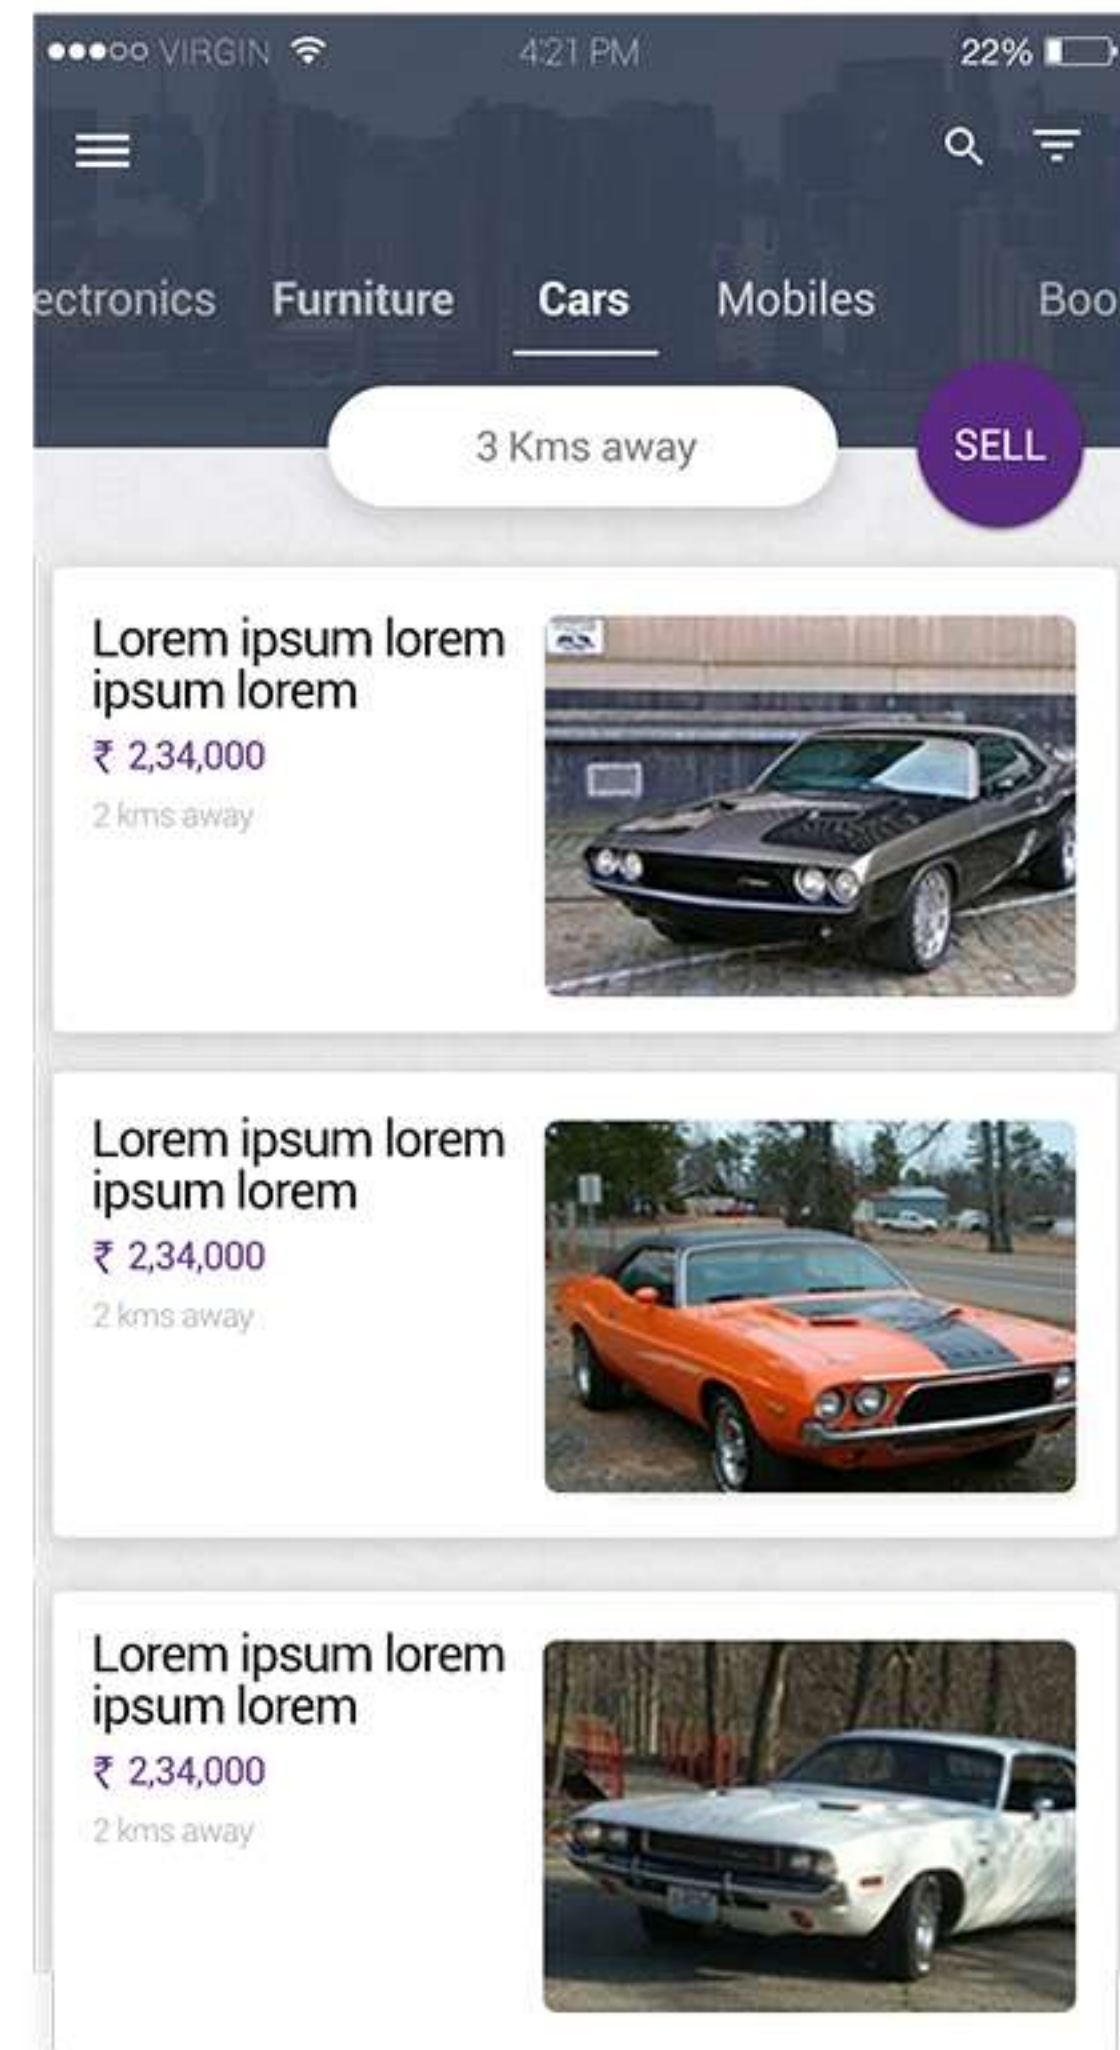 VIRGIN 4:21 PM 22%
ectronics Furniture Cars Mobiles Boo
3 Kms away SELL
Lorem ipsum lorem
ipsum lorem
₹ 2,34,000
2 kms away
Lorem ipsum lorem
ipsum lorem
₹ 2,34,000
2 kms away
Lorem ipsum lorem
ipsum lorem
₹ 2,34,000
2 kms away